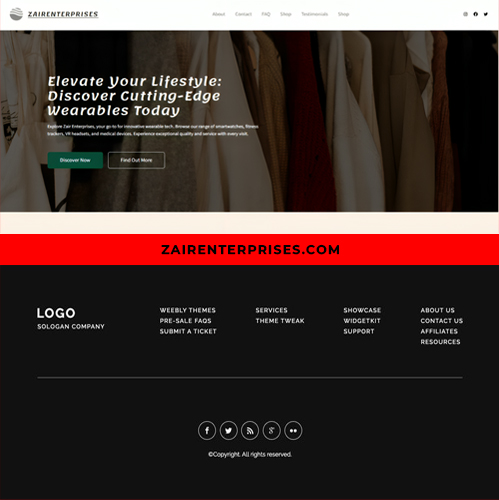 ZAIRENTERPRISES
About Contact FAQ Shop Testimonials Shop
Elevate Your Lifestyle:
Discover Cutting-Edge
Wearables Today
Explore Zair Enterprises, your go-to for innovative wearable tech. Browse our range of smartwatches, fitness
trackers, VR headsets, and medical devices. Experience exceptional quality and service with every visit.
Discover Now Find Out More
ZAIRENTERPRISES.COM
LOGO
SOLOGAN COMPANY
WEEBLY THEMES
PRE-SALE FAQS
SUBMIT A TICKET
SERVICES
THEME TWEAK
SHOWCASE
WIDGETKIT
SUPPORT
ABOUT US
CONTACT US
AFFILIATES
RESOURCES
©Copyright. All rights reserved.